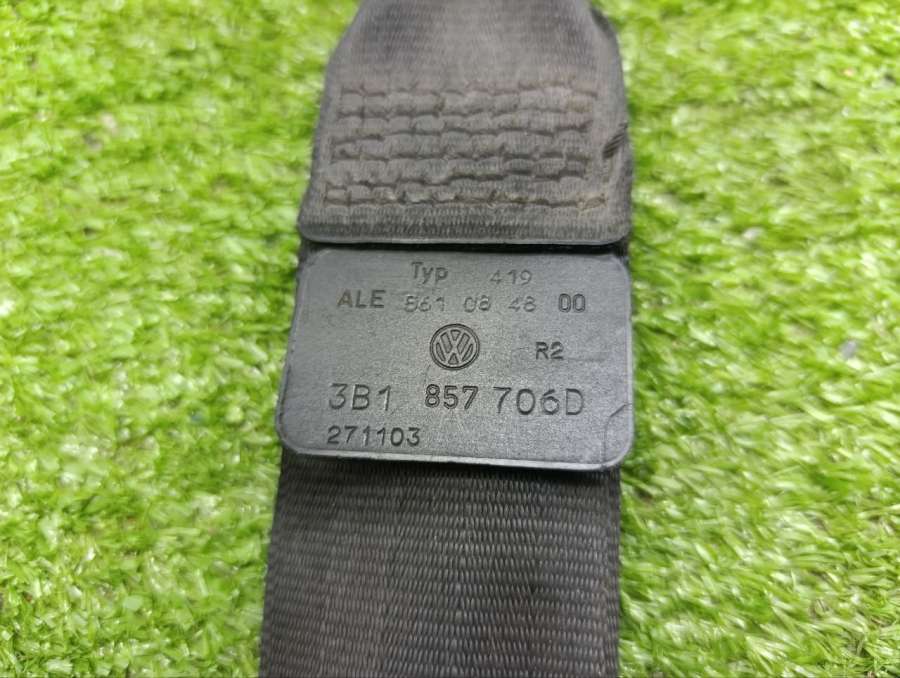 Typ 419
ALE 561 08 48 00
R2
3B1 857 706D
271103